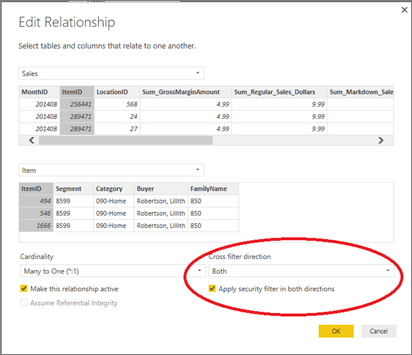 Edit Relationship
Select tables and columns that relate to one another.
Sales
MonthID ItemID LocationID Sum_GrossMarginAmount Sum_Regular_Sales_Dollars Sum_Markdown_Sale
201408 256441 568 4.99 9.99
201408 289471 24 4.99 9.99
201408 289471 27 4.99 9.99
Item
ItemID Segment Category Buyer FamilyName
494 8599 090-Home Robertson, Lillith 850
546 8599 090-Home Robertson, Lillith 850
1666 8599 090-Home Robertson, Lillith 850
Cardinality Cross filter direction
Many to One (*:1) Both
Make this relationship active Apply security filter in both directions
Assume Referential Integrity
OK Cancel